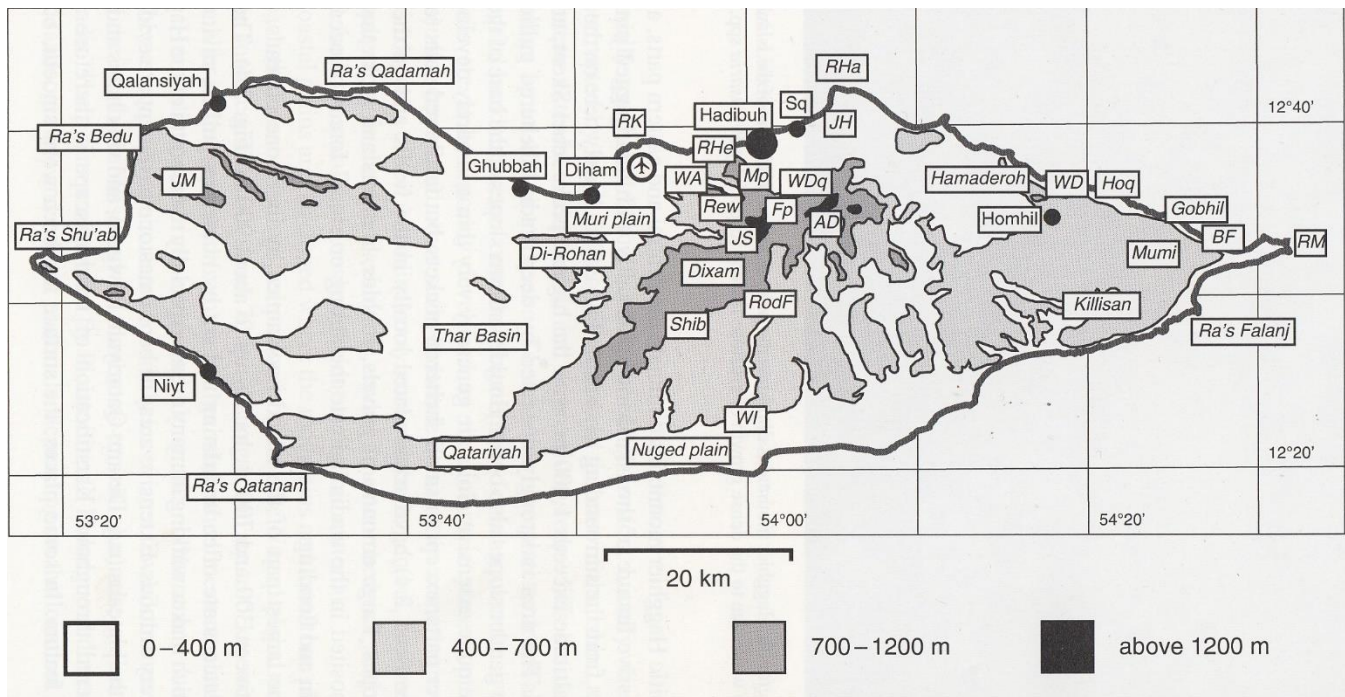 Ra's Qadamah
Qalansiyah
RHa
Sq
Hadibuh
JH
RK
12°40'
Ra's Bedu
RHe
Ghubbah
Diham
WA
Mp
WDq
Hamaderoh
WD
Hoq
JM
Rew
Fp
Muri plain
Homhil
Gobhil
AD
JS
Ra's Shu'ab
BF
RM
Di-Rohan
Dixam
Mumi
RodF
Killisan
Shib
Ra's Falanj
Thar Basin
Niyt
WI
Qatariyah
Nuged plain
12°20'
Ra's Qatanan
53°20' 53°40' 54°00' 54°20'
20 km
0–400 m 400–700 m 700–1200 m above 1200 m